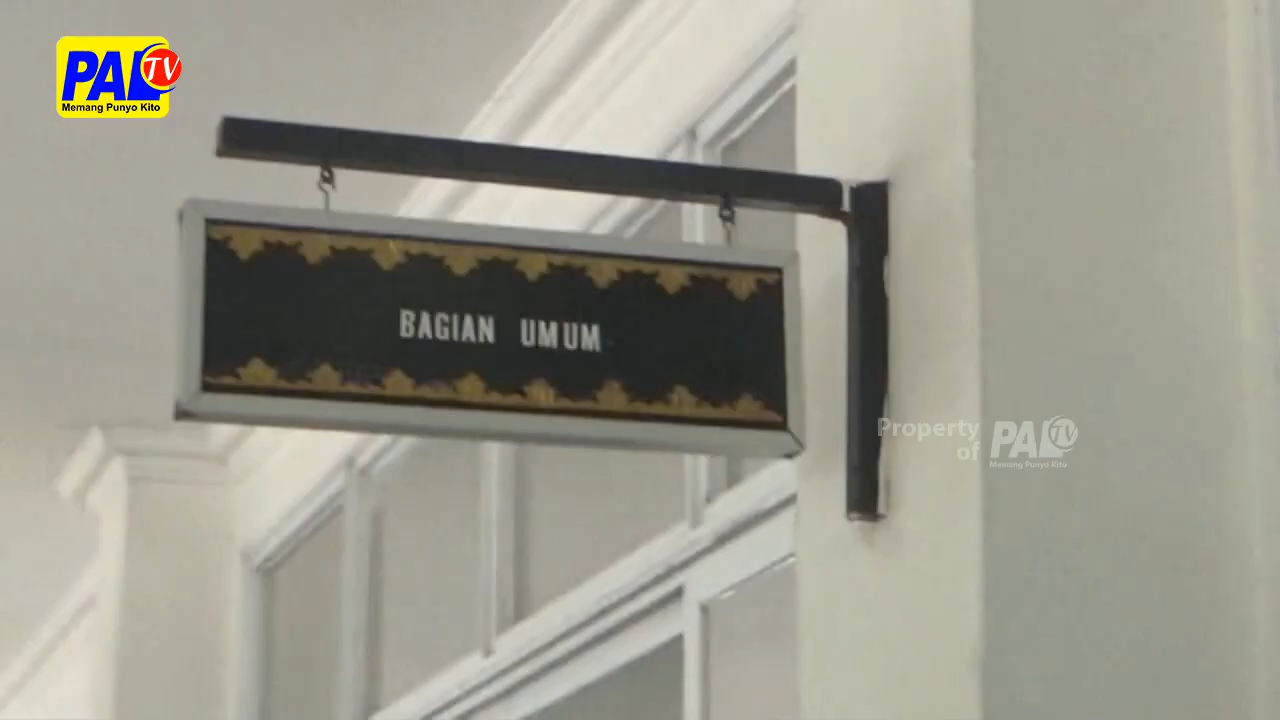 PAL TV
Memang Punyo Kito
BAGIAN UMUM
Property
of
PAL TV
Memang Punyo Kito